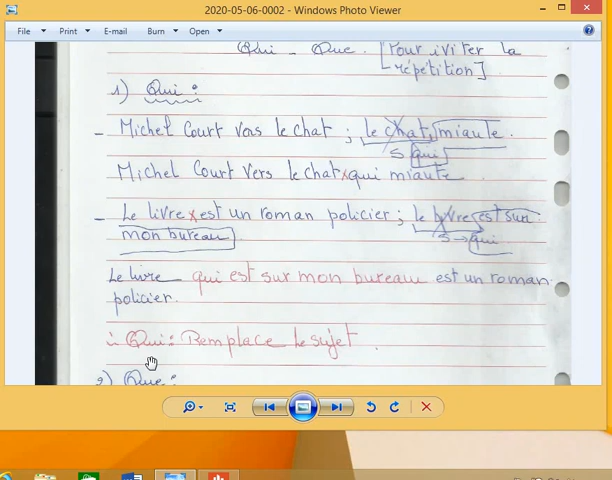 2020-05-06-0002 - Windows Photo Viewer
File Print E-mail Burn Open
Qui - Que. [Pour éviter la
répétition]
1) Qui :
- Michel Court vers le chat ; le chat, miaule.
S qui
Michel Court vers le chat x qui miaule
- Le livre x est un roman policier ; le livre est sur
mon bureau S → qui
Le livre qui est sur mon bureau est un roman
policier.
Qui : Remplace le sujet.
2) Que :